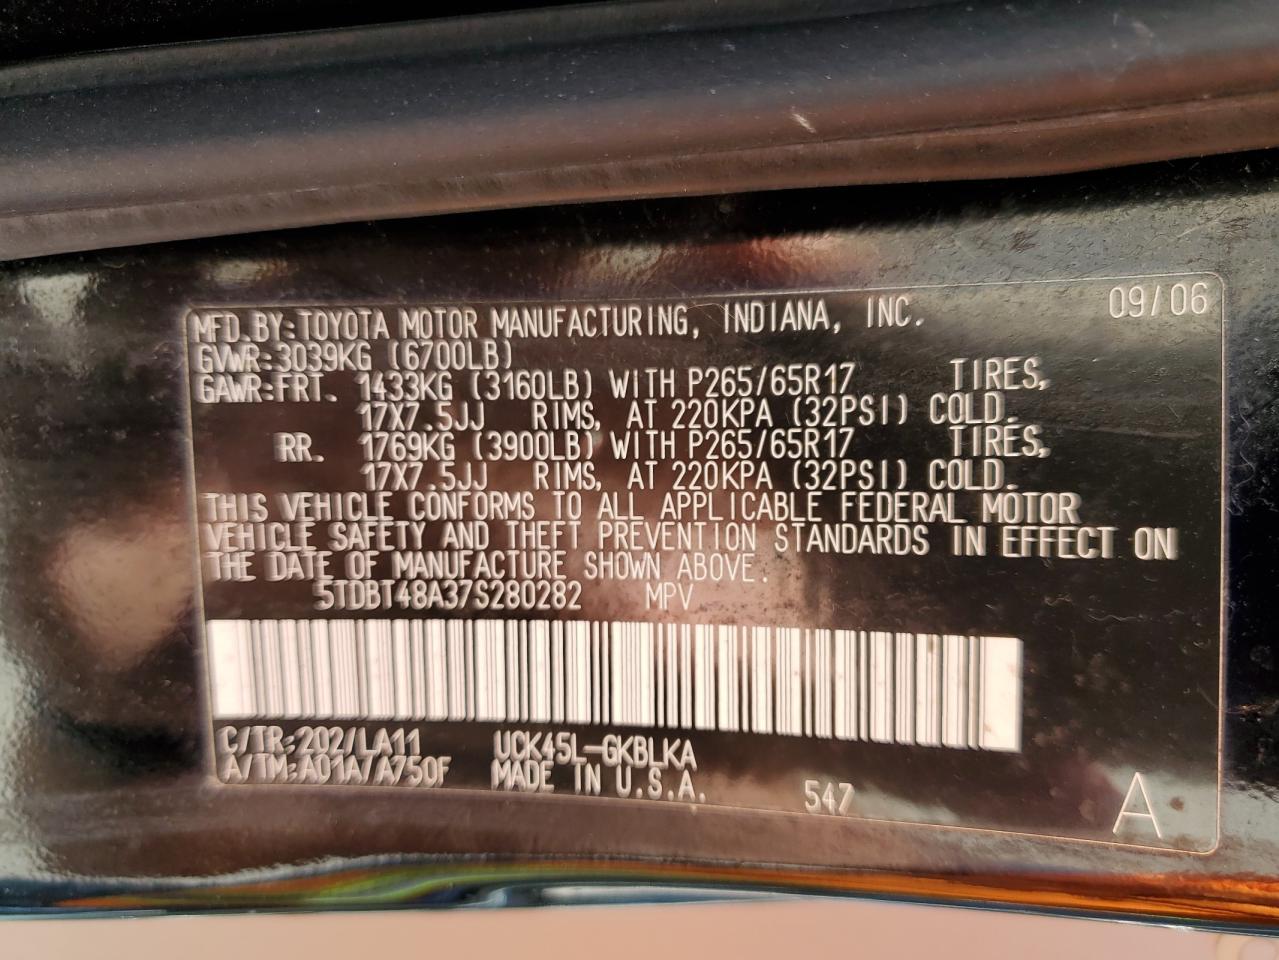 MFD.BY:TOYOTA MOTOR MANUFACTURING, INDIANA, INC. 09/06
GVWR:3039KG (6700LB)
GAWR:FRT. 1433KG (3160LB) WITH P265/65R17 TIRES,
17X7.5JJ RIMS, AT 220KPA (32PSI) COLD.
RR. 1769KG (3900LB) WITH P265/65R17 TIRES,
17X7.5JJ RIMS, AT 220KPA (32PSI) COLD.
THIS VEHICLE CONFORMS TO ALL APPLICABLE FEDERAL MOTOR
VEHICLE SAFETY AND THEFT PREVENTION STANDARDS IN EFFECT ON
THE DATE OF MANUFACTURE SHOWN ABOVE.
5TDBT48A37S280282 MPV
C/TR:202/LA11 UCK45L-GKBLKA
A/TM:A01A/A750F MADE IN U.S.A. 547 A